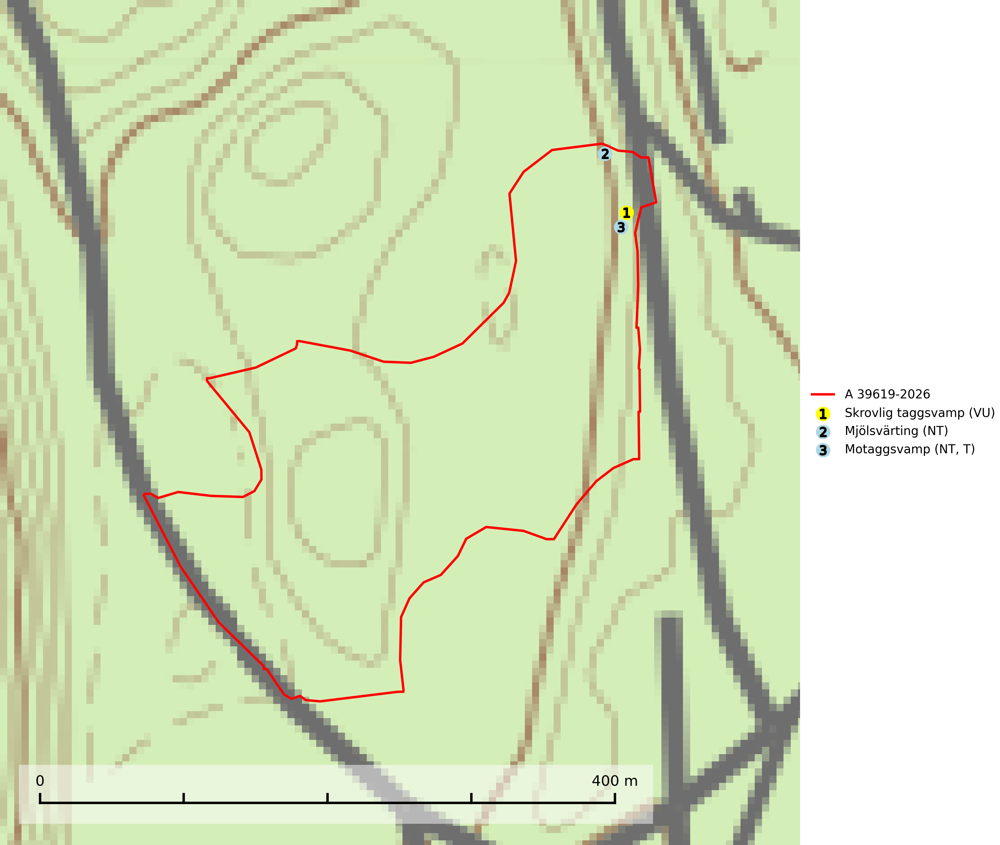 2
1
3
A 39619-2026
1 Skrovlig taggsvamp (VU)
2 Mjölsvärting (NT)
3 Motaggsvamp (NT, T)
0 400 m